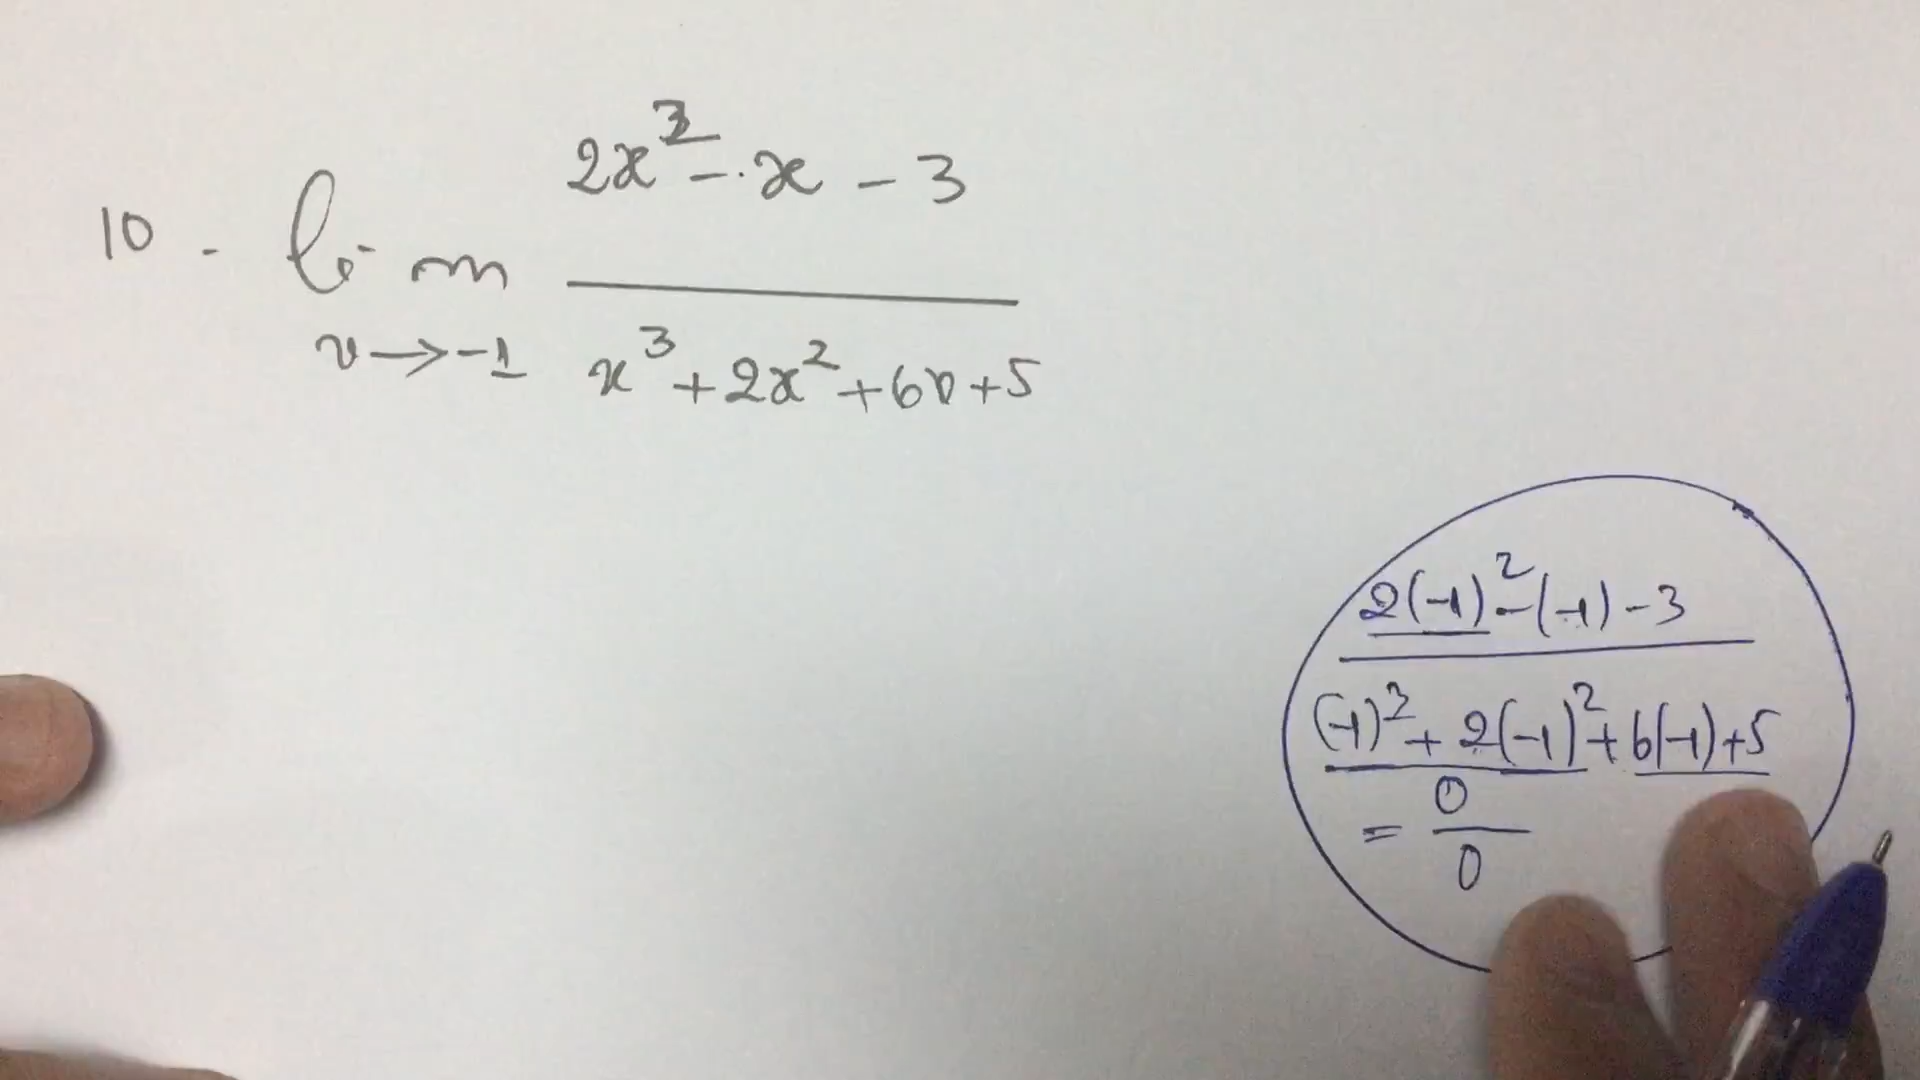 10. lim 2x² - x - 3
x→-1 x³ + 2x² + 6x + 5
2(-1)² - (-1) - 3
(-1)³ + 2(-1)² + 6(-1) + 5
= 0
0